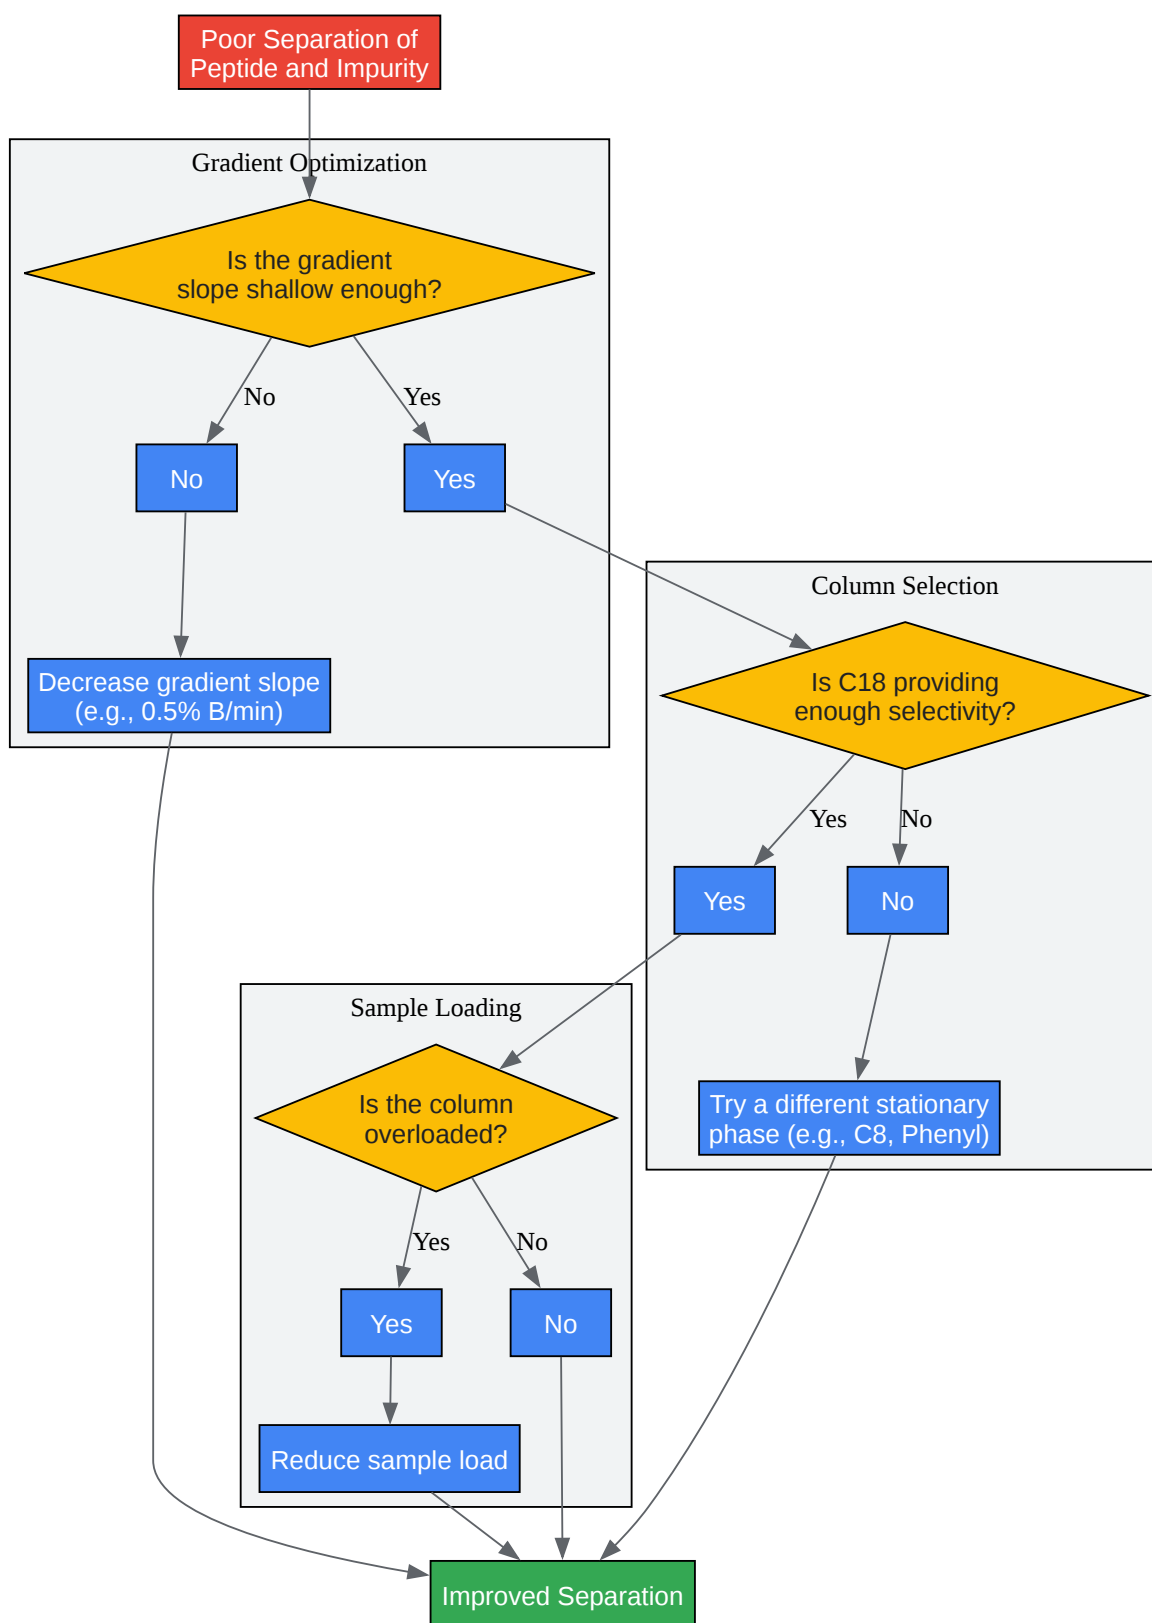 Poor Separation of
Peptide and Impurity
Gradient Optimization
Is the gradient
slope shallow enough?
No
Yes
No
Yes
Decrease gradient slope
(e.g., 0.5% B/min)
Column Selection
Is C18 providing
enough selectivity?
Yes
No
Yes
No
Try a different stationary
phase (e.g., C8, Phenyl)
Sample Loading
Is the column
overloaded?
Yes
No
Yes
No
Reduce sample load
Improved Separation